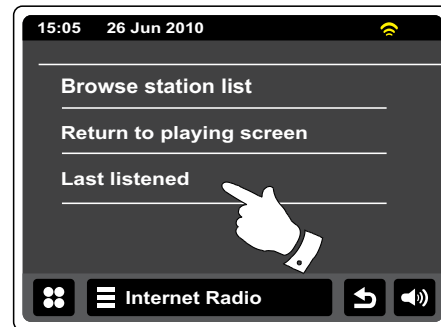 15:05 26 Jun 2010
Browse station list
Return to playing screen
Last listened
Internet Radio